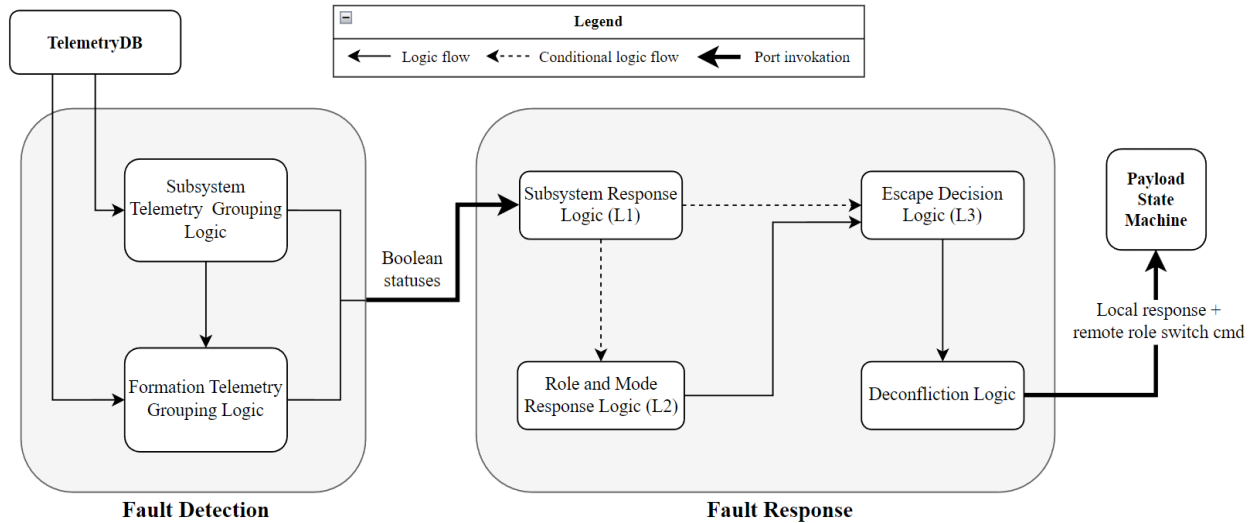 TelemetryDB
Legend
Logic flow
Conditional logic flow
Port invokation
Subsystem
Telemetry Grouping
Logic
Formation Telemetry
Grouping Logic
Boolean
statuses
Subsystem Response
Logic (L1)
Escape Decision
Logic (L3)
Role and Mode
Response Logic (L2)
Deconfliction Logic
Payload
State
Machine
Local response +
remote role switch cmd
Fault Detection
Fault Response